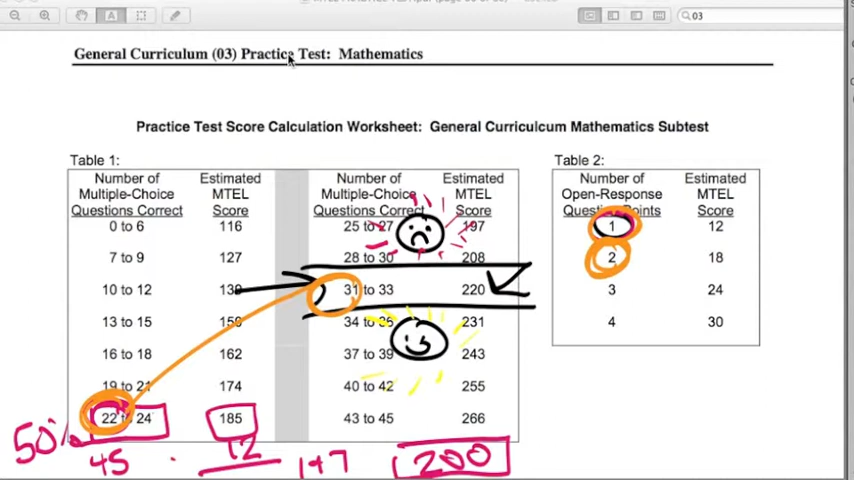 03
General Curriculum (03) Practice Test: Mathematics
Practice Test Score Calculation Worksheet: General Curriculcum Mathematics Subtest
Table 1:
Number of Multiple-Choice Questions Correct
Estimated MTEL Score
0 to 6 116
7 to 9 127
10 to 12
13 to 15
16 to 18 162
19 to 21 174
22 to 24 185
Number of Multiple-Choice Questions Correct
Estimated MTEL Score
25 to 27 197
28 to 30 208
31 to 33 220
34 to 36 231
37 to 39 243
40 to 42 255
43 to 45 266
Table 2:
Number of Open-Response Question Points
Estimated MTEL Score
1 12
2 18
3 24
4 30
50%
45
12
197
200